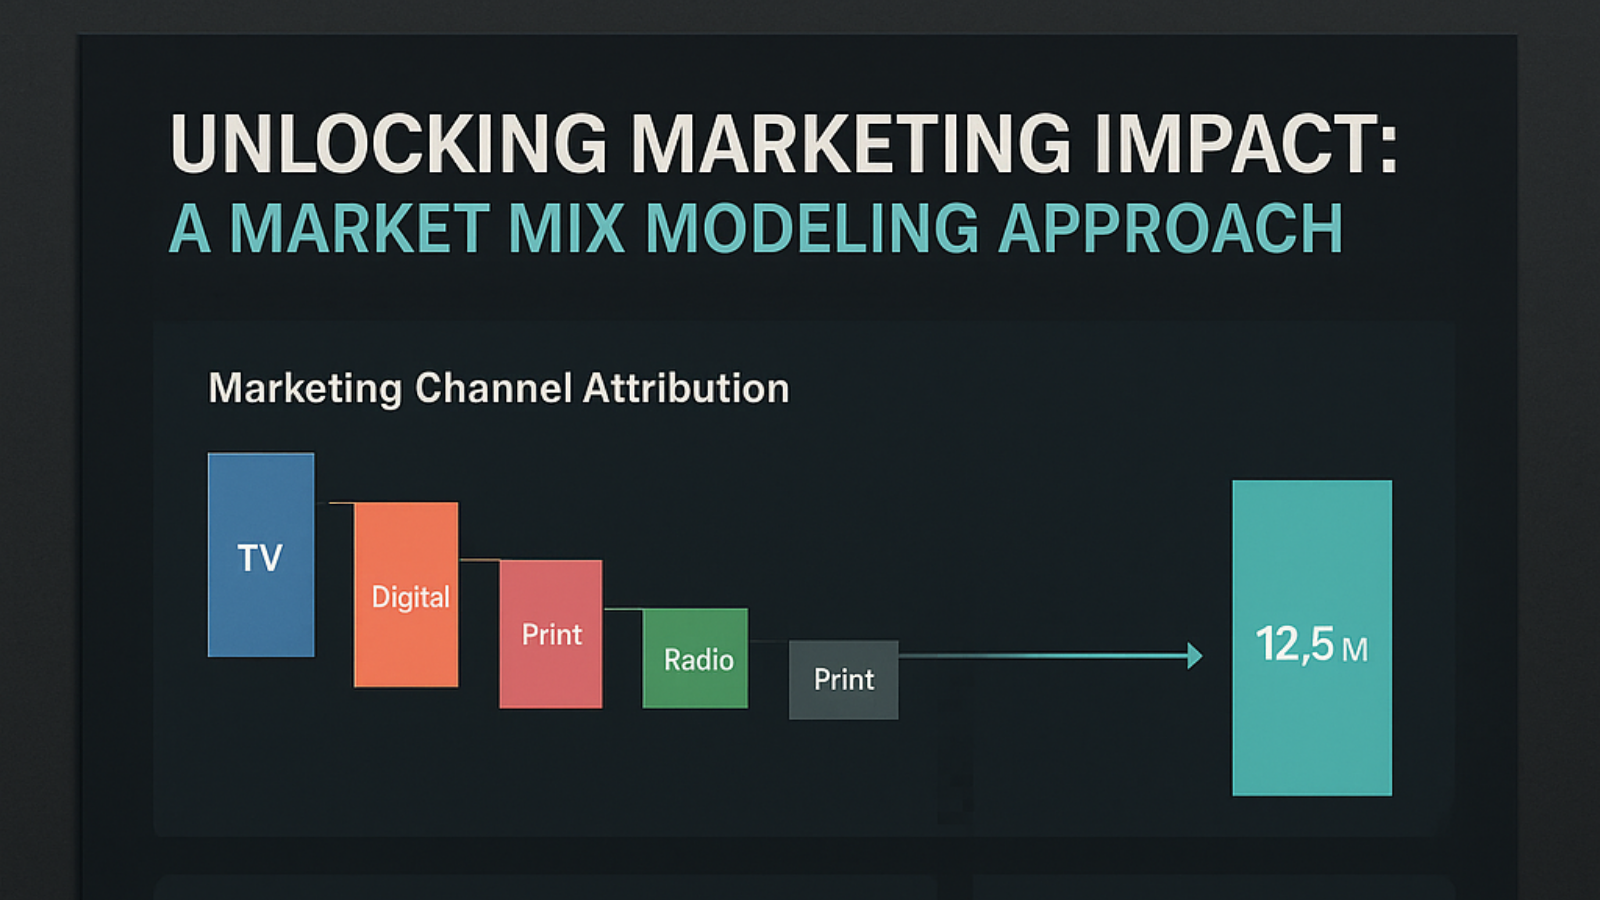 UNLOCKING MARKETING IMPACT:
A MARKET MIX MODELING APPROACH
Marketing Channel Attribution
TV
Digital
Print
Radio
Print
12,5 M